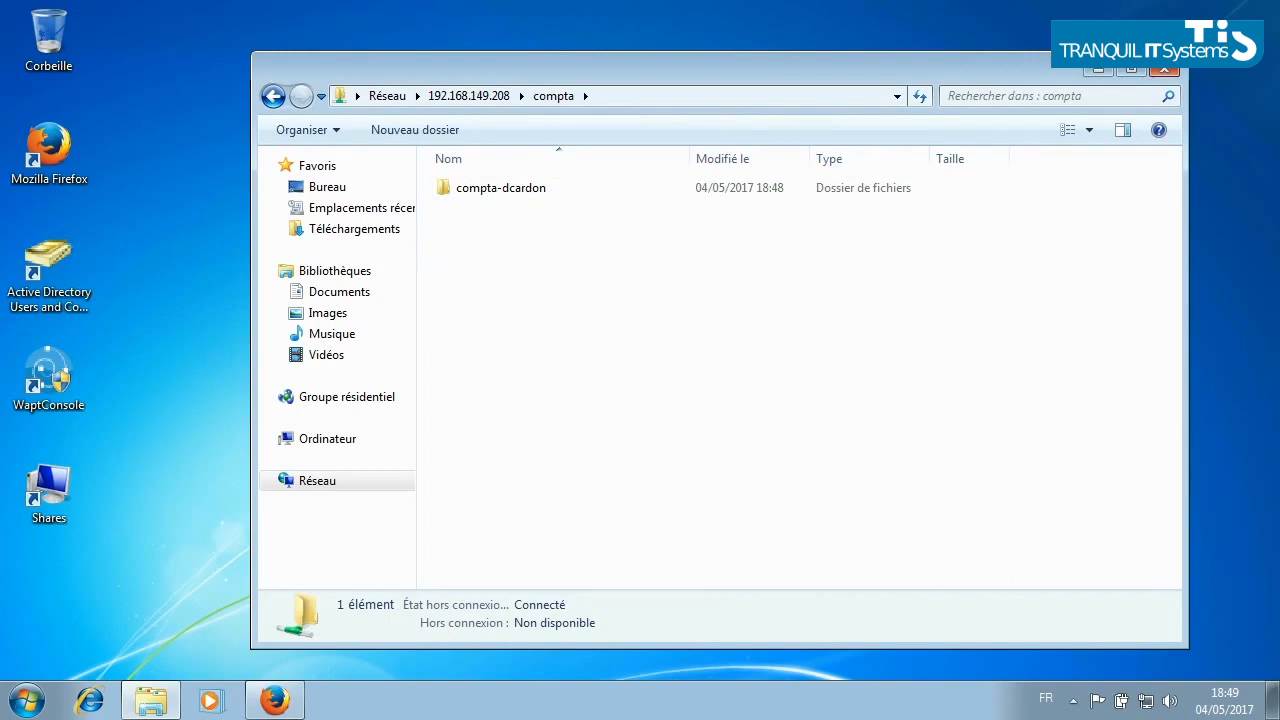 Corbeille
Mozilla Firefox
Active Directory
Users and Co...
WaptConsole
Shares
TIS
TRANQUIL IT Systems
Réseau 192.168.149.208 compta
Rechercher dans : compta
Organiser Nouveau dossier
Nom Modifié le Type Taille
compta-dcardon 04/05/2017 18:48 Dossier de fichiers
Favoris
Bureau
Emplacements récer
Téléchargements
Bibliothèques
Documents
Images
Musique
Vidéos
Groupe résidentiel
Ordinateur
Réseau
1 élément État hors connexio... Connecté
Hors connexion : Non disponible
FR
18:49
04/05/2017